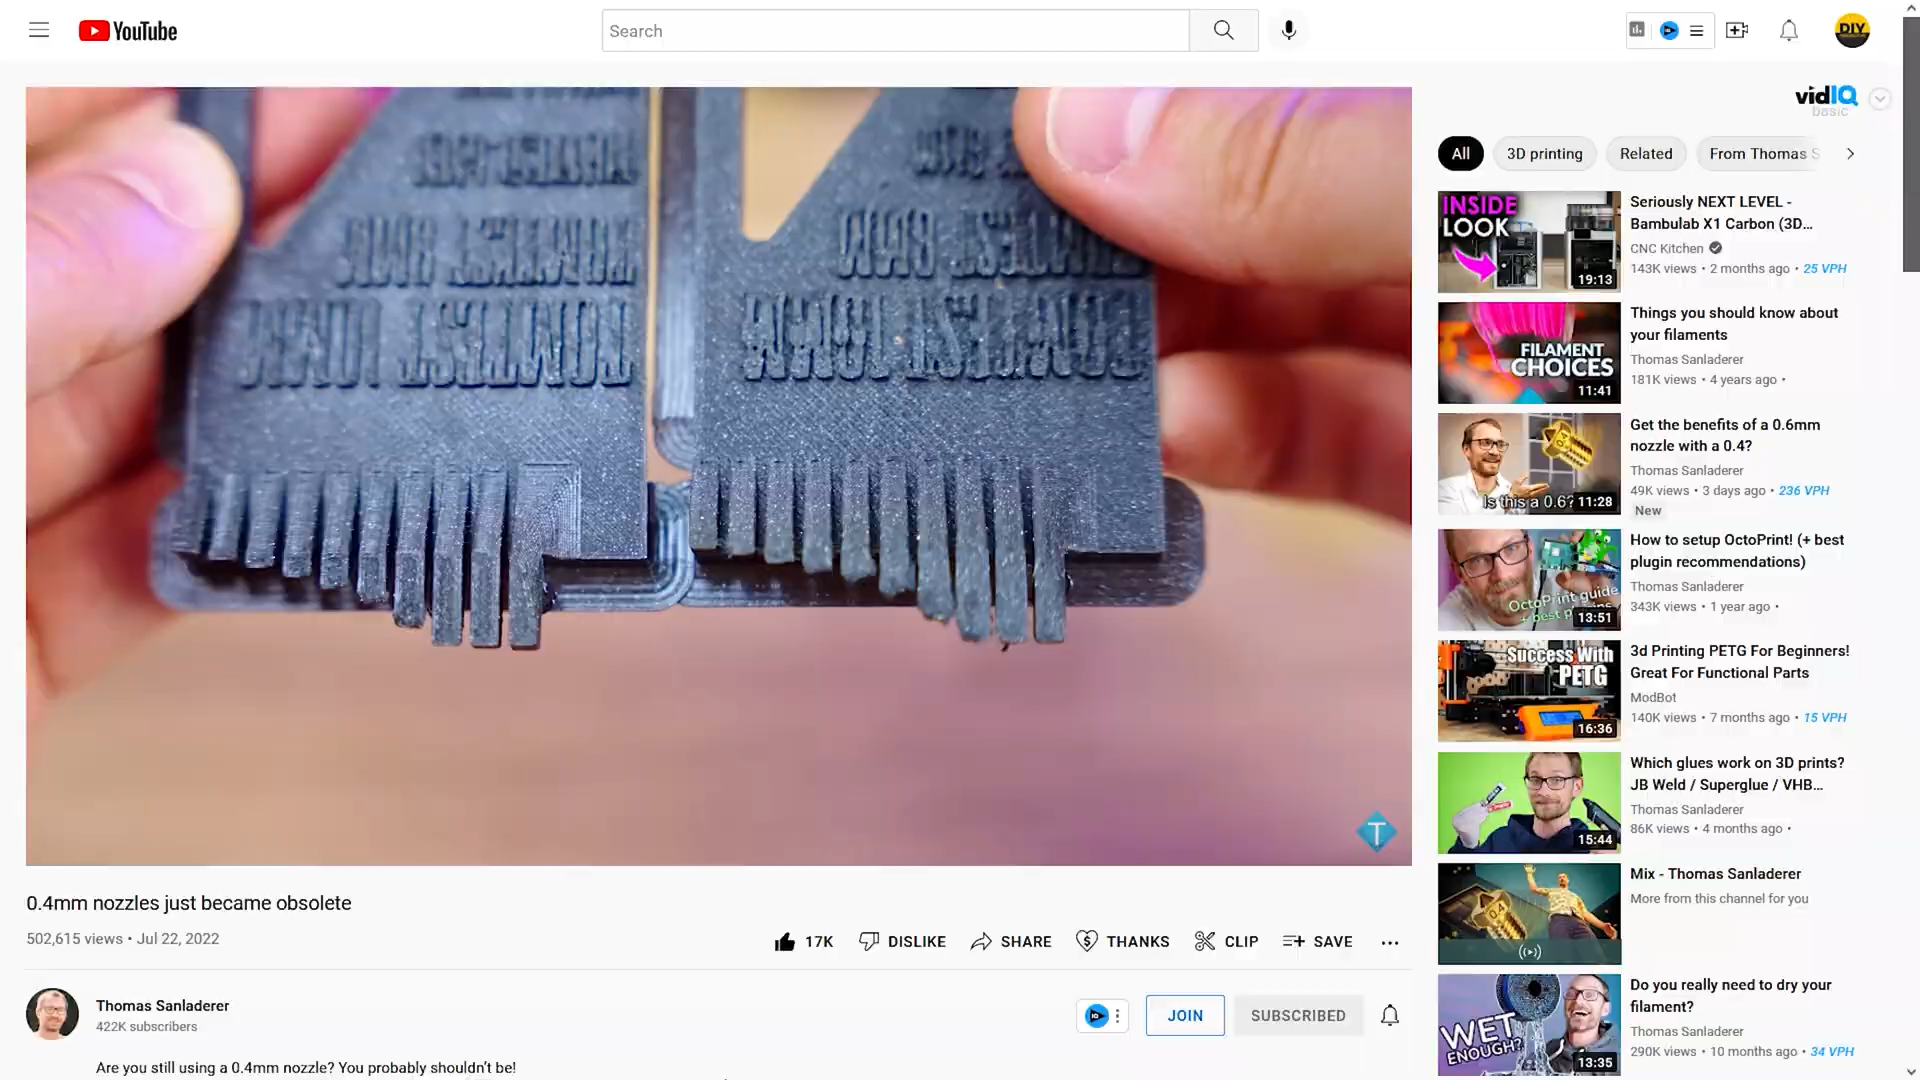 YouTube
Search
DIY
vidIQ
basic
All
3D printing
Related
From Thomas S
INSIDE
LOOK
19:13
Seriously NEXT LEVEL -
Bambulab X1 Carbon (3D...
CNC Kitchen
143K views • 2 months ago • 25 VPH
FILAMENT
CHOICES
11:41
Things you should know about
your filaments
Thomas Sanladerer
181K views • 4 years ago •
Is this a 0.6?
11:28
Get the benefits of a 0.6mm
nozzle with a 0.4?
Thomas Sanladerer
49K views • 3 days ago • 236 VPH
New
OctoPrint guide
+ best
13:51
How to setup OctoPrint! (+ best
plugin recommendations)
Thomas Sanladerer
343K views • 1 year ago •
Success With
PETG
16:36
3d Printing PETG For Beginners!
Great For Functional Parts
ModBot
140K views • 7 months ago • 15 VPH
15:44
Which glues work on 3D prints?
JB Weld / Superglue / VHB...
Thomas Sanladerer
86K views • 4 months ago •
0.4
Mix - Thomas Sanladerer
More from this channel for you
WET
ENOUGH?
13:35
Do you really need to dry your
filament?
Thomas Sanladerer
290K views • 10 months ago • 34 VPH
T
0.4mm nozzles just became obsolete
502,615 views • Jul 22, 2022
17K
DISLIKE
SHARE
THANKS
CLIP
SAVE
Thomas Sanladerer
422K subscribers
JOIN
SUBSCRIBED
Are you still using a 0.4mm nozzle? You probably shouldn't be!